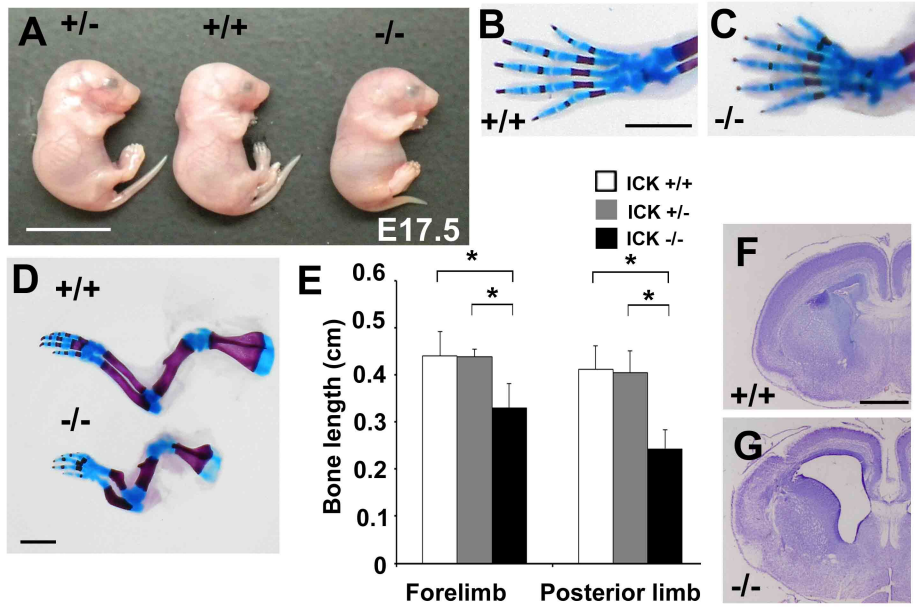 A
+/-
+/+
-/-
E17.5
B
+/+
C
-/-
D
+/+
-/-
ICK +/+
ICK +/-
ICK -/-
E
*
*
*
*
0.6
0.5
0.4
0.3
0.2
0.1
0
Bone length (cm)
Forelimb Posterior limb
F
+/+
G
-/-